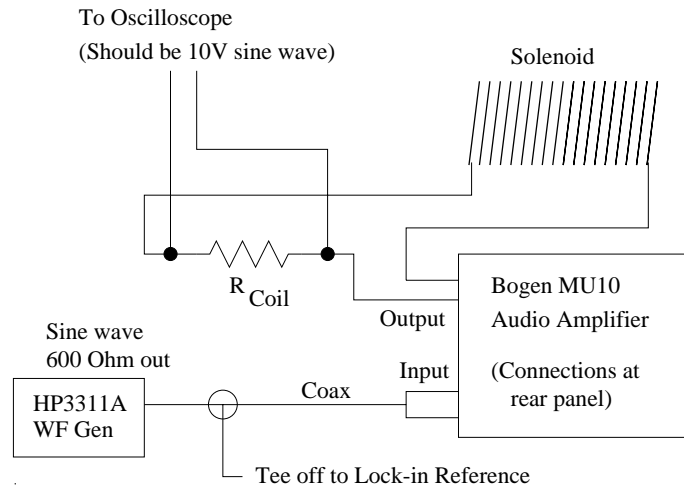 To Oscilloscope
(Should be 10V sine wave)
Solenoid
R Coil
Output
Bogen MU10
Audio Amplifier
(Connections at
rear panel)
Input
Sine wave
600 Ohm out
HP3311A
WF Gen
Coax
Tee off to Lock-in Reference